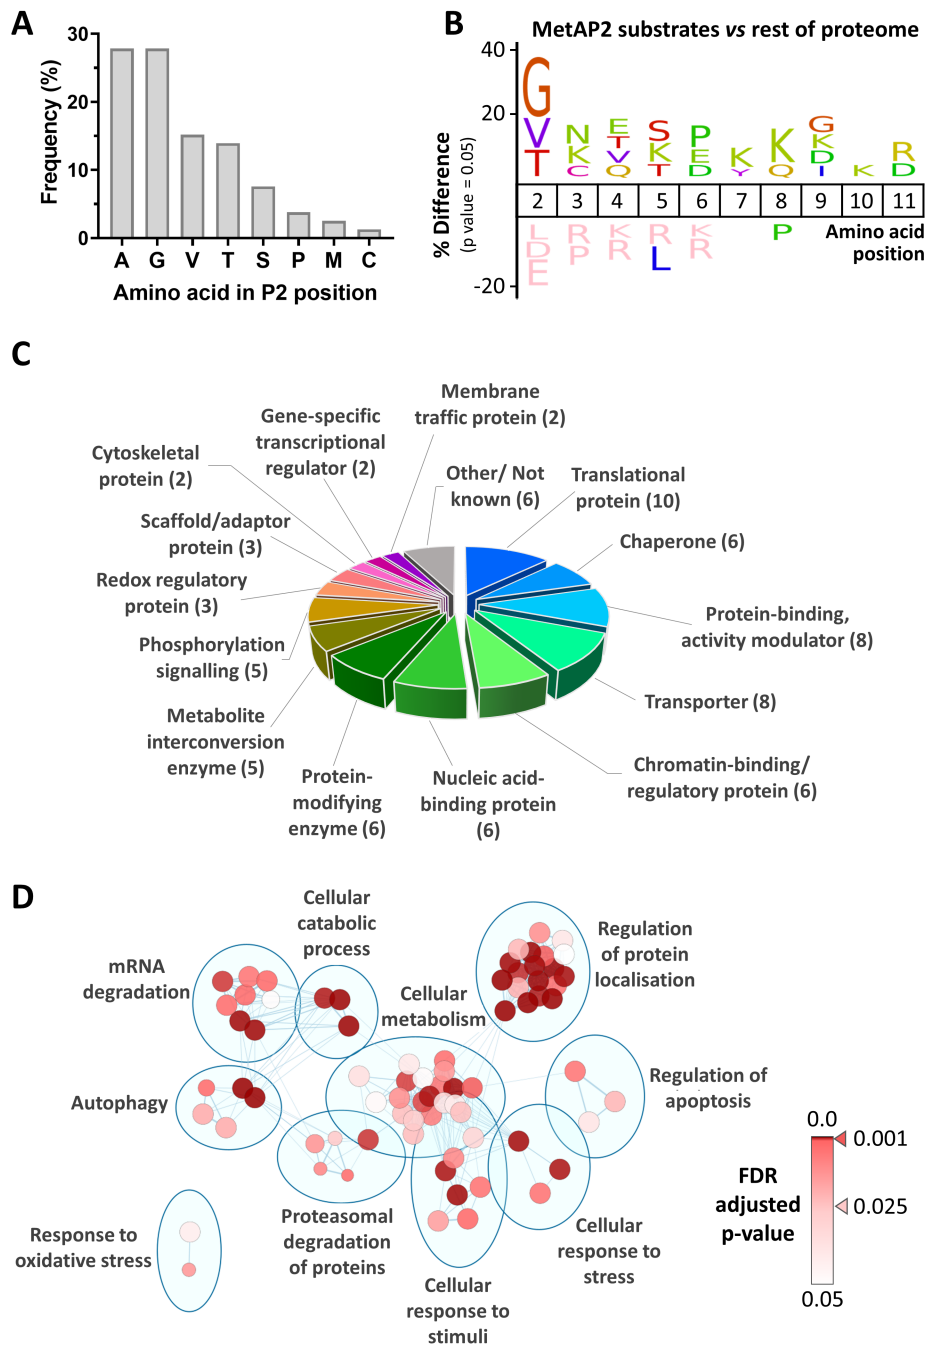 A
30
20
10
0
Frequency (%)
A G V T S P M C
Amino acid in P2 position
B
MetAP2 substrates vs rest of proteome
40
20
-20
% Difference
(p value = 0.05)
G V T
N K C
E T V Q
S K T
P E D
K Y
K Q
G K D I
K
R D
2 3 4 5 6 7 8 9 10 11
L D E
R P
K R
R L
K R
P
Amino acid
position
C
Membrane
traffic protein (2)
Gene-specific
transcriptional
regulator (2)
Cytoskeletal
protein (2)
Other/ Not
known (6)
Translational
protein (10)
Scaffold/adaptor
protein (3)
Chaperone (6)
Redox regulatory
protein (3)
Protein-binding,
activity modulator (8)
Phosphorylation
signalling (5)
Transporter (8)
Metabolite
interconversion
enzyme (5)
Chromatin-binding/
regulatory protein (6)
Protein-
modifying
enzyme (6)
Nucleic acid-
binding protein
(6)
D
Cellular
catabolic
process
Regulation
of protein
localisation
mRNA
degradation
Cellular
metabolism
Autophagy
Regulation of
apoptosis
Proteasomal
degradation
of proteins
Response to
oxidative stress
Cellular
response to
stress
Cellular
response to
stimuli
FDR
adjusted
p-value
0.0
0.001
0.025
0.05